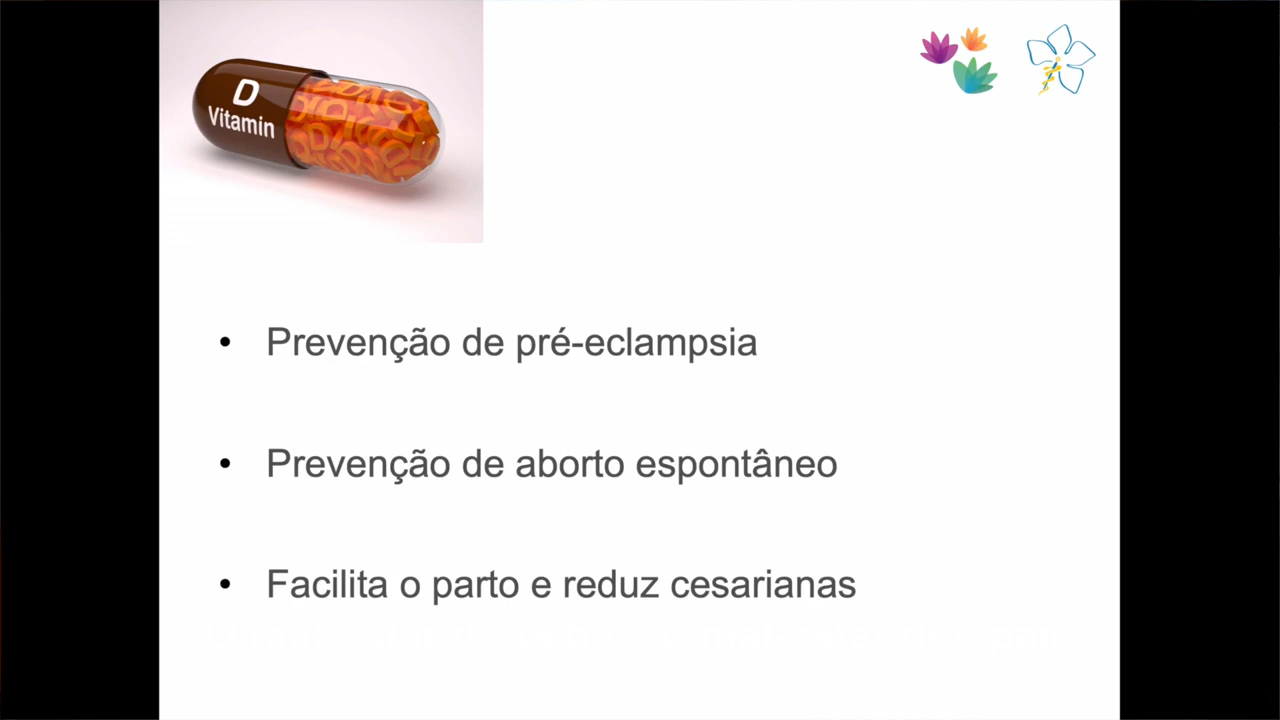 D
Vitamin
• Prevenção de pré-eclampsia
• Prevenção de aborto espontâneo
• Facilita o parto e reduz cesarianas